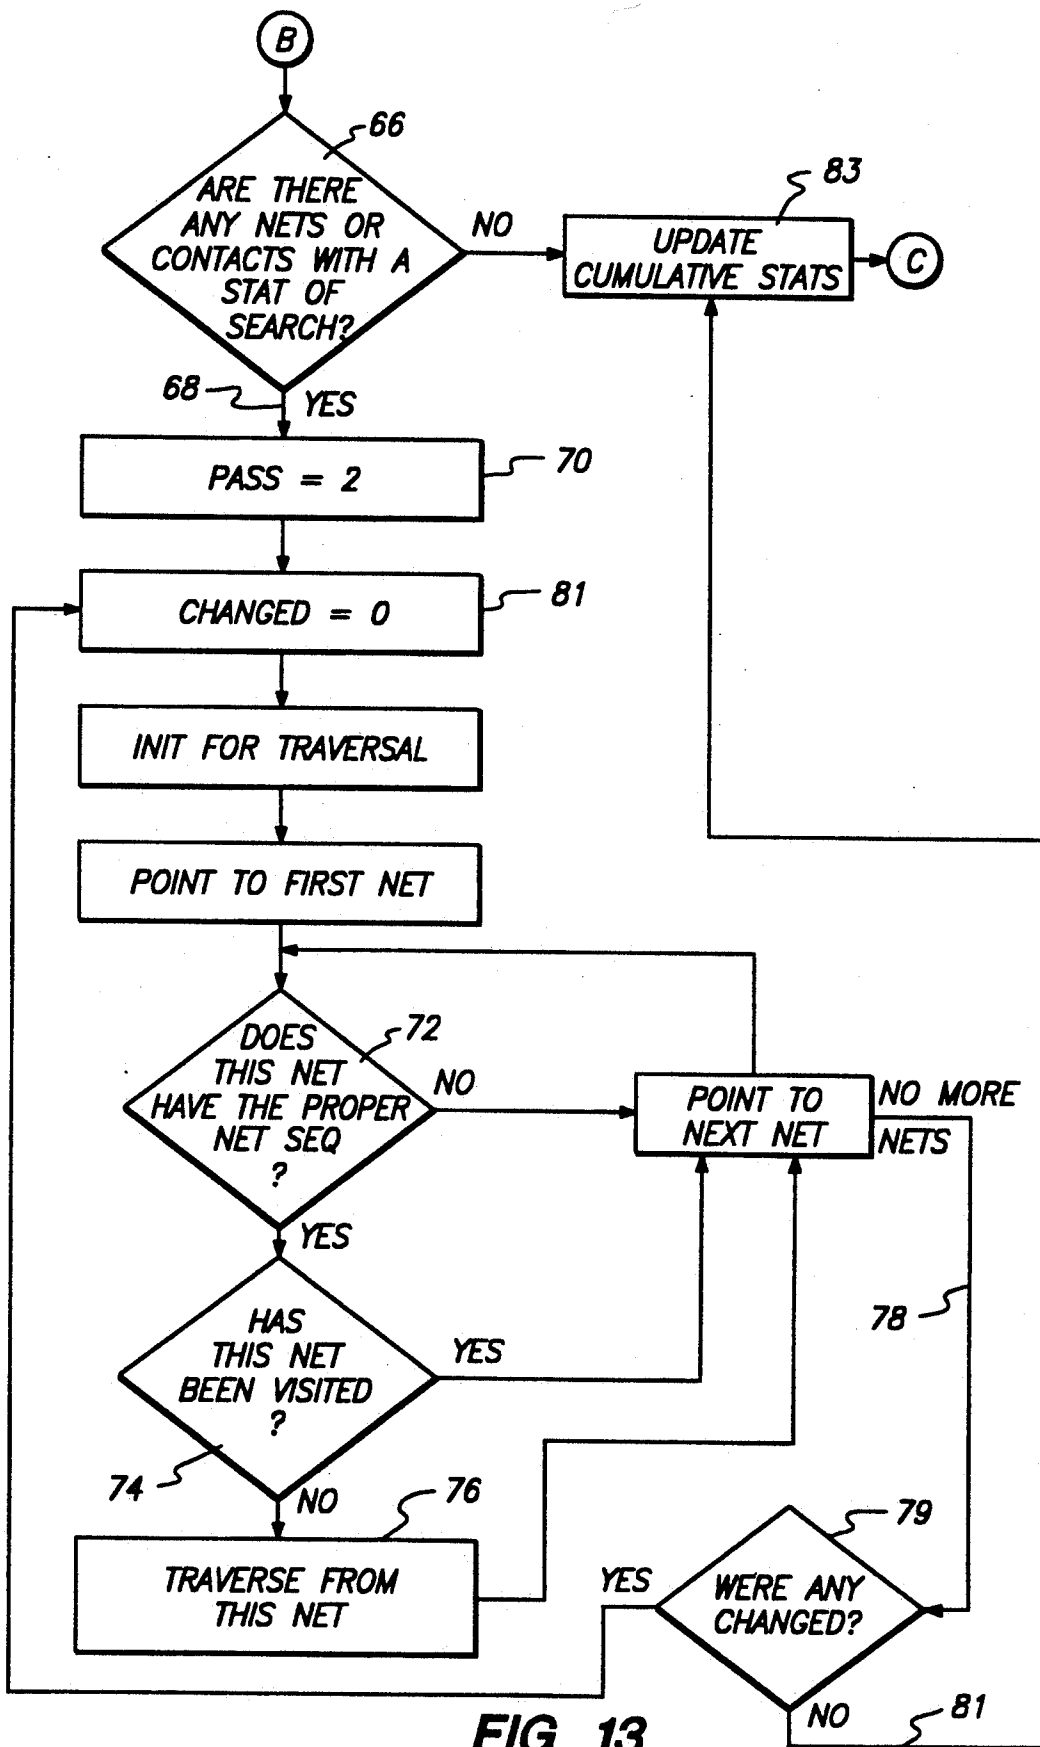 B
66
ARE THERE
ANY NETS OR
CONTACTS WITH A
STAT OF
SEARCH?
NO
83
UPDATE
CUMULATIVE STATS
C
68
YES
PASS = 2
70
CHANGED = 0
81
INIT FOR TRAVERSAL
POINT TO FIRST NET
DOES
THIS NET
HAVE THE PROPER
NET SEQ
?
72
NO
POINT TO
NEXT NET
NO MORE
NETS
YES
HAS
THIS NET
BEEN VISITED
?
YES
78
74
NO
76
TRAVERSE FROM
THIS NET
79
YES
WERE ANY
CHANGED?
NO
81
FIG. 13